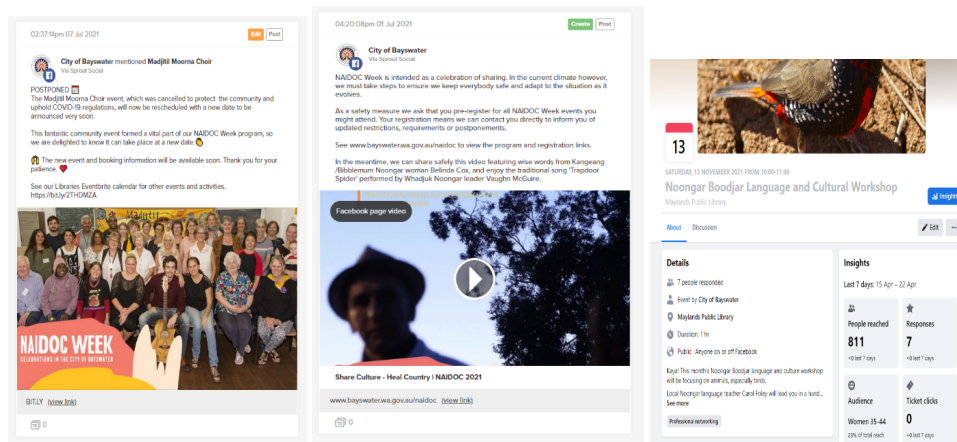 02:37:14pm 07 Jul 2021
Edit
Post
City of Bayswater mentioned Madjitil Moorna Choir
Via Sprout Social
POSTPONED
The Madjitil Moorna Choir event, which was cancelled to protect the community and
uphold COVID-19 regulations, will now be rescheduled with a new date to be
announced very soon.
This fantastic community event formed a vital part of our NAIDOC Week program, so
we are delighted to know it can take place at a new date.
The new event and booking information will be available soon. Thank you for your
patience.
See our Libraries Eventbrite calendar for other events and activities.
https://bit.ly/2THDMZA
Madjitil
NAIDOC WEEK
CELEBRATIONS IN THE CITY OF BAYSWATER
BIT.LY (view link)
0
04:20:08pm 01 Jul 2021
Create
Post
City of Bayswater
Via Sprout Social
NAIDOC Week is intended as a celebration of sharing. In the current climate however,
we must take steps to ensure we keep everybody safe and adapt to the situation as it
evolves.
As a safety measure we ask that you pre-register for all NAIDOC Week events you
might attend. Your registration means we can contact you directly to inform you of
updated restrictions, requirements or postponements.
See www.bayswater.wa.gov.au/naidoc to view the program and registration links.
In the meantime, we can share safely this video featuring wise words from Kangeang
/Bibblemum Noongar woman Belinda Cox, and enjoy the traditional song 'Trapdoor
Spider' performed by Whadjuk Noongar leader Vaughn McGuire.
Facebook page video
Share Culture - Heal Country I NAIDOC 2021
www.bayswater.wa.gov.au/naidoc (view link)
0
13
SATURDAY, 13 NOVEMBER 2021 FROM 10:00-11:00
Noongar Boodjar Language and Cultural Workshop
Maylands Public Library
Insights
About
Discussion
Edit
Details
7 people responded
Event by City of Bayswater
Maylands Public Library
Duration: 1 hr
Public · Anyone on or off Facebook
Kaya! This month's Noongar Boodjar language and culture workshop
will be focusing on animals, especially birds.
Local Noongar language teacher Carol Foley will lead you in a hand...
See more
Professional networking
Insights
Last 7 days: 15 Apr – 22 Apr
People reached
811
+0 last 7 days
Responses
7
+0 last 7 days
Audience
Women 35-44
23% of total reach
Ticket clicks
0
+0 last 7 days